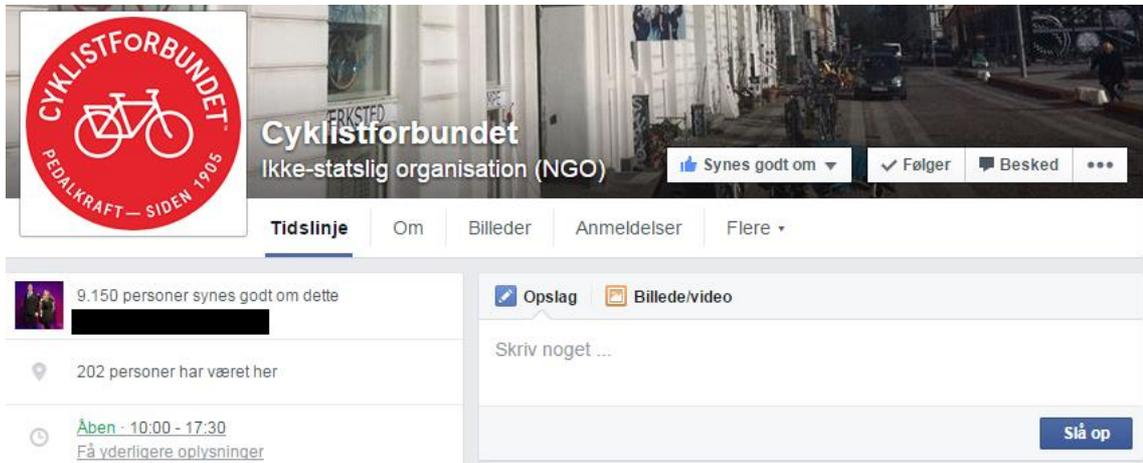 CYKLISTFORBUNDET
PEDALKRAFT — SIDEN 1905
Cyklistforbundet
Ikke-statslig organisation (NGO)
Synes godt om
Følger
Besked
Tidslinje
Om
Billeder
Anmeldelser
Flere
9.150 personer synes godt om dette
202 personer har været her
Åben · 10:00 - 17:30
Få yderligere oplysninger
Opslag
Billede/video
Skriv noget ...
Slå op